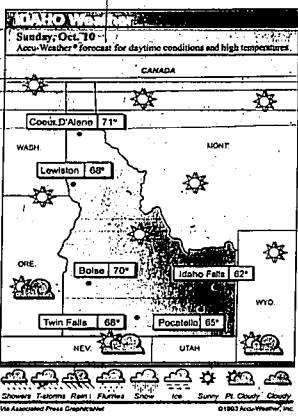 IDAHO Weather
Sunday, Oct. 10
Accu-Weather® forecast for daytime conditions and high temperatures.
CANADA
Coeur D'Alene 71°
WASH.
MONT.
Lewiston 68°
ORE.
Boise 70°
Idaho Falls 62°
WYO.
Twin Falls 68°
Pocatello 65°
NEV.
UTAH
Showers T-storms Rain Flurries Snow Ice Sunny Pt. Cloudy Cloudy
Via Associated Press GraphicsNet
©1993 Accu-Weather, Inc.